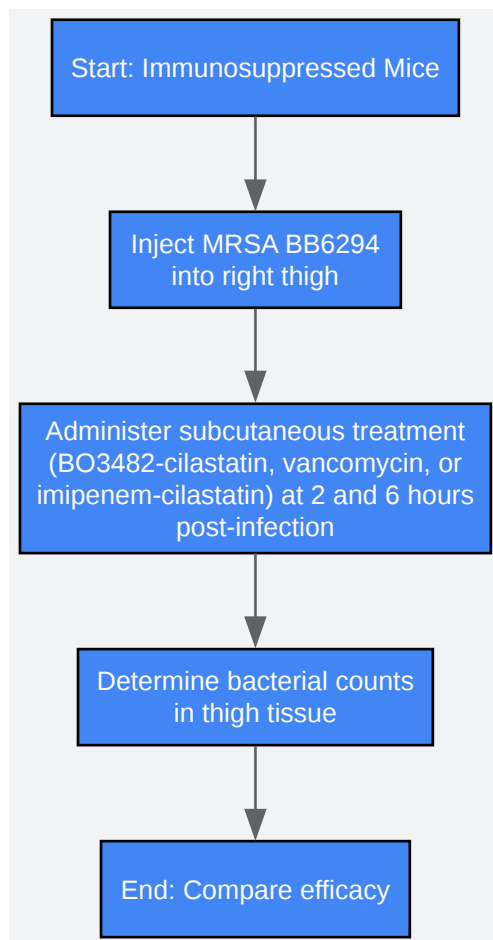 Start: Immunosuppressed Mice
Inject MRSA BB6294
into right thigh
Administer subcutaneous treatment
(BO3482-cilastatin, vancomycin, or
imipenem-cilastatin) at 2 and 6 hours
post-infection
Determine bacterial counts
in thigh tissue
End: Compare efficacy